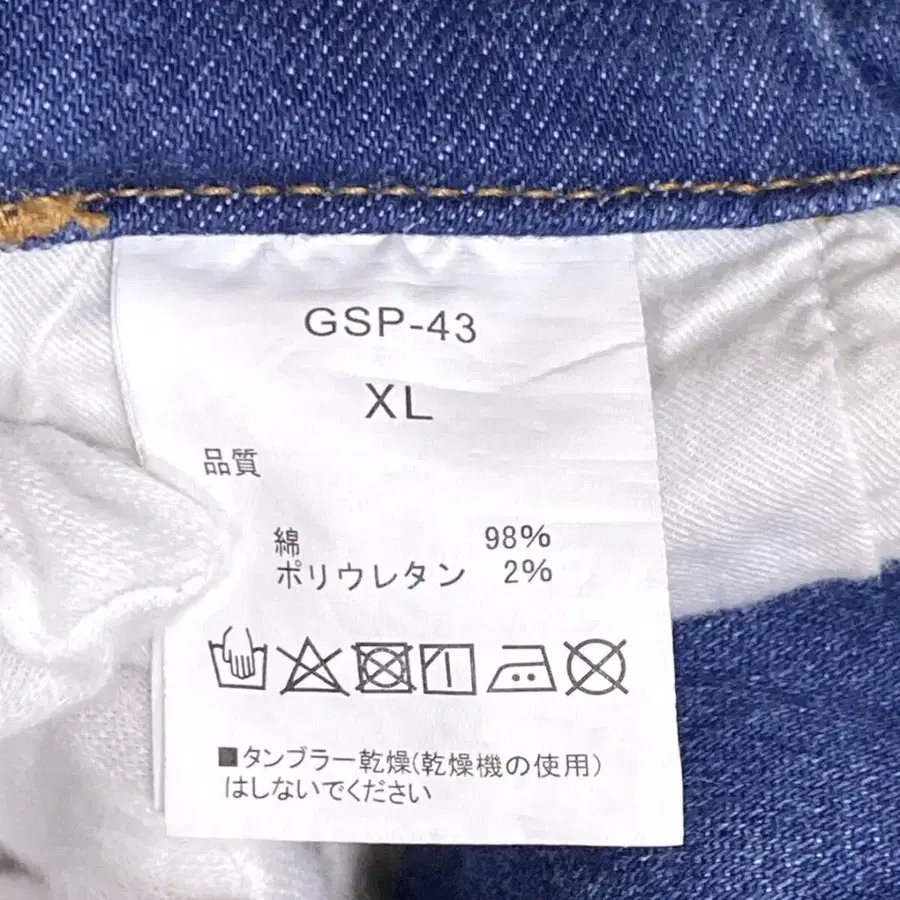 GSP-43
XL
品質
綿 98%
ポリウレタン 2%
■タンブラー乾燥(乾燥機の使用)
はしないでください